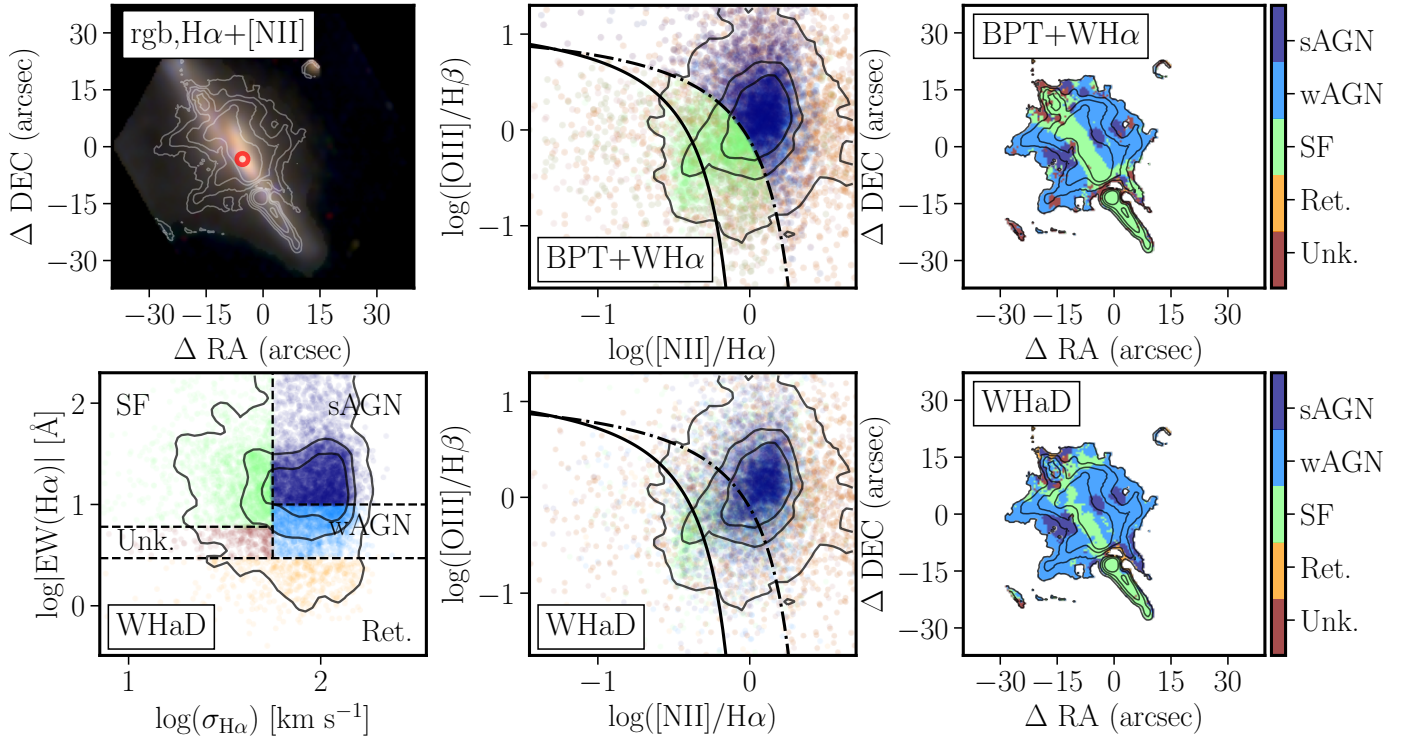 rgb,Hα+[NII]
Δ DEC (arcsec)
30
15
0
−15
−30
−30 −15 0 15 30
Δ RA (arcsec)
log([OIII]/Hβ)
1
0
−1
BPT+WHα
−1 0
log([NII]/Hα)
BPT+WHα
Δ DEC (arcsec)
30
15
0
−15
−30
−30 −15 0 15 30
Δ RA (arcsec)
sAGN
wAGN
SF
Ret.
Unk.
log|EW(Hα)| [Å]
2
1
0
SF
sAGN
wAGN
Unk.
Ret.
WHaD
1 2
log(σHα) [km s⁻¹]
log([OIII]/Hβ)
1
0
−1
WHaD
−1 0
log([NII]/Hα)
WHaD
Δ DEC (arcsec)
30
15
0
−15
−30
−30 −15 0 15 30
Δ RA (arcsec)
sAGN
wAGN
SF
Ret.
Unk.